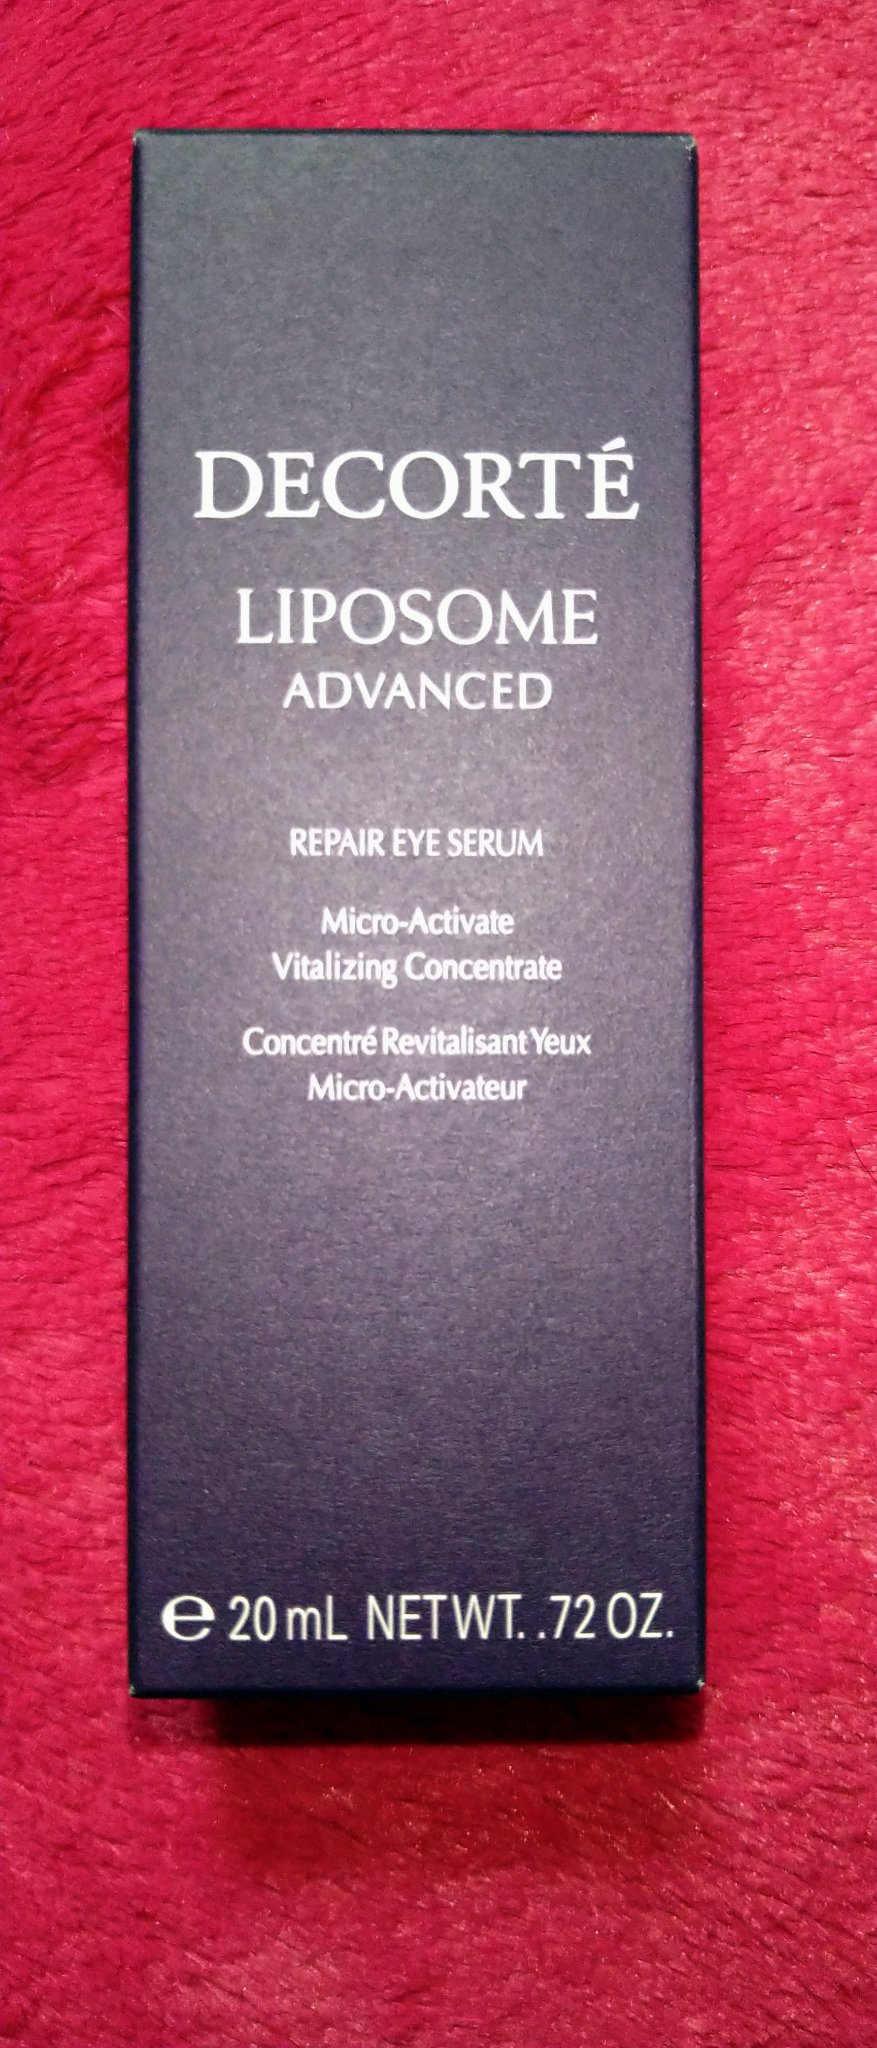 DECORTÉ
LIPOSOME
ADVANCED
REPAIR EYE SERUM
Micro-Activate
Vitalizing Concentrate
Concentré Revitalisant Yeux
Micro-Activateur
℮ 20 mL NET WT. .72 OZ.